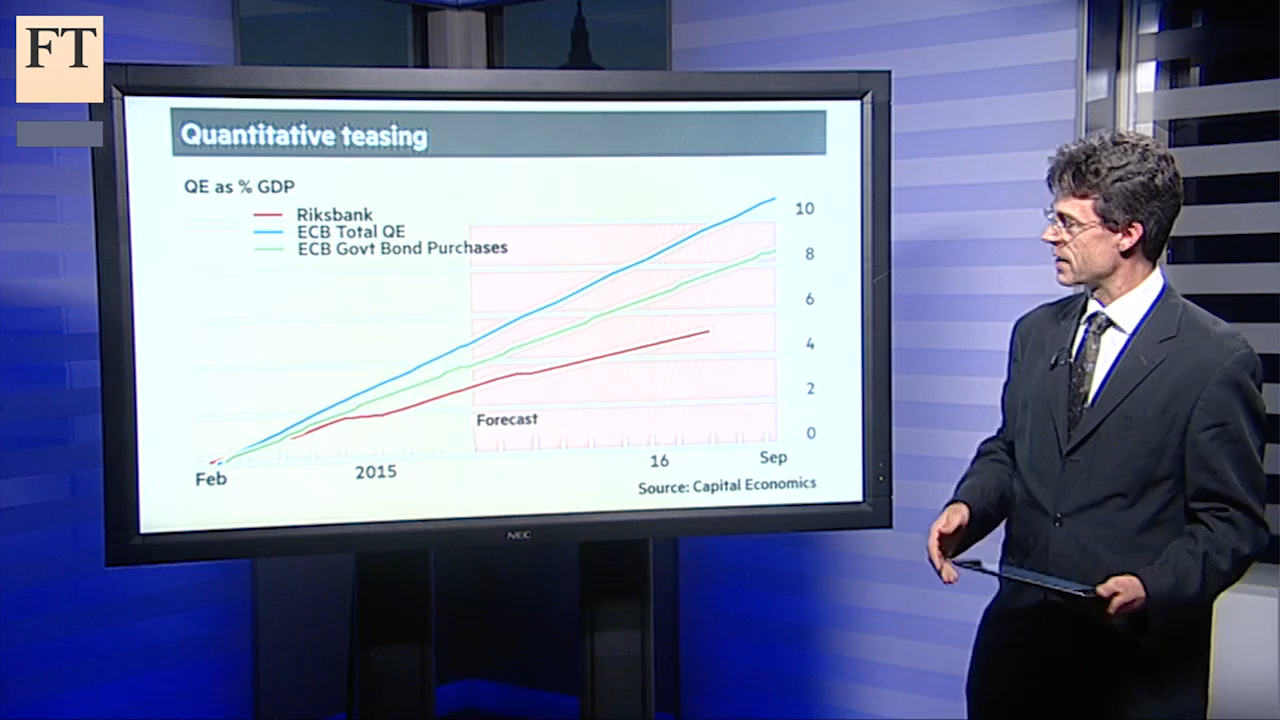 FT
Quantitative teasing
QE as % GDP
Riksbank
ECB Total QE
ECB Govt Bond Purchases
10
8
6
4
2
0
Forecast
Feb
2015
16
Sep
Source: Capital Economics
NEC